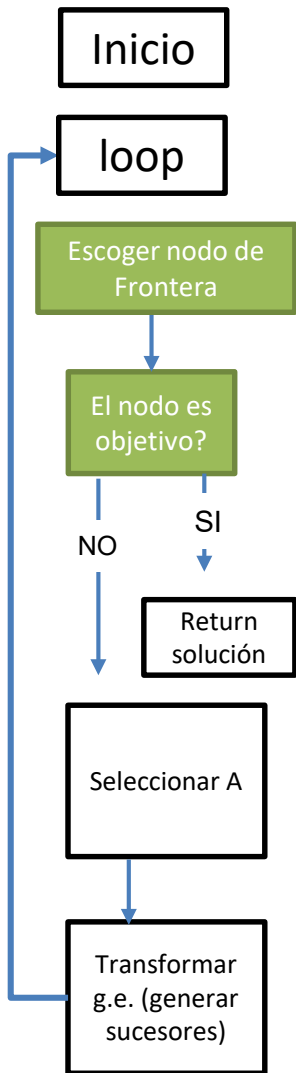 Inicio
loop
Escoger nodo de
Frontera
El nodo es
objetivo?
SI
NO
Return
solución
Seleccionar A
Transformar
g.e. (generar
sucesores)